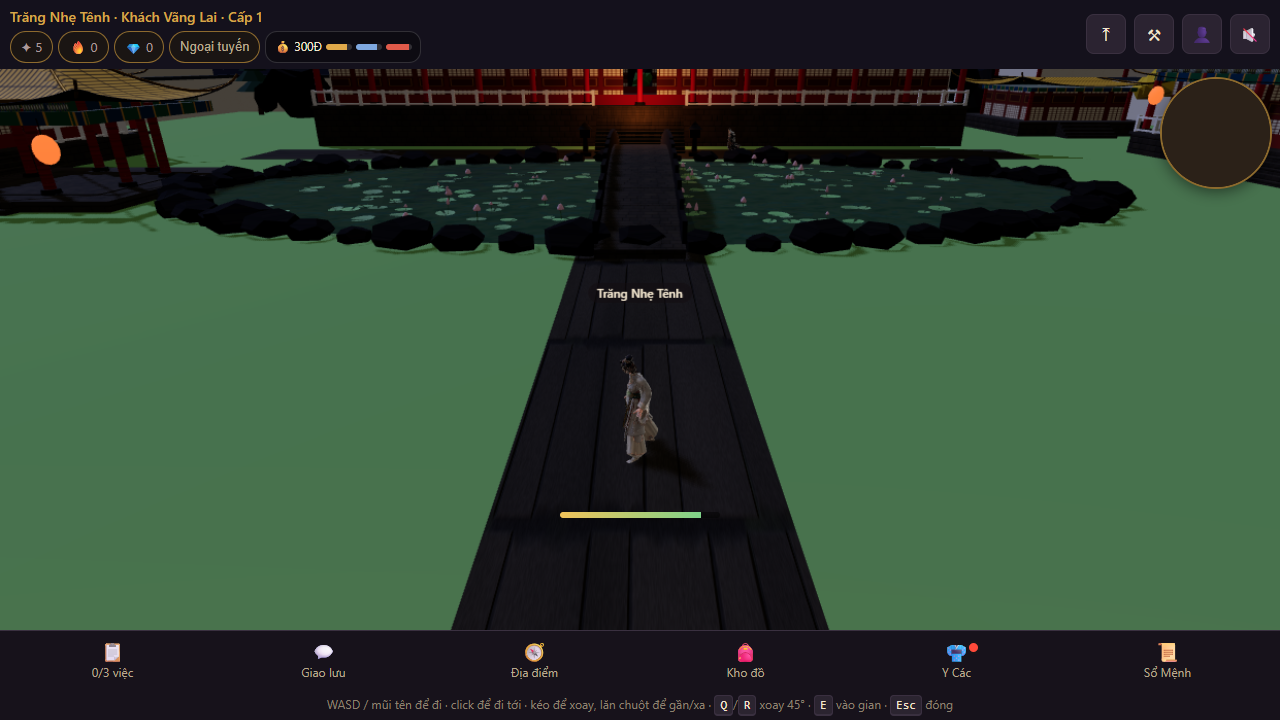 Trăng Nhẹ Tênh · Khách Vãng Lai · Cấp 1
✦ 5
0
0
Ngoại tuyến
300Đ
Trăng Nhẹ Tênh
0/3 việc
Giao lưu
Địa điểm
Kho đồ
Y Các
Sổ Mệnh
WASD / mũi tên để đi · click để đi tới · kéo để xoay, lăn chuột để gần/xa · Q/R xoay 45° · E vào gian · Esc đóng